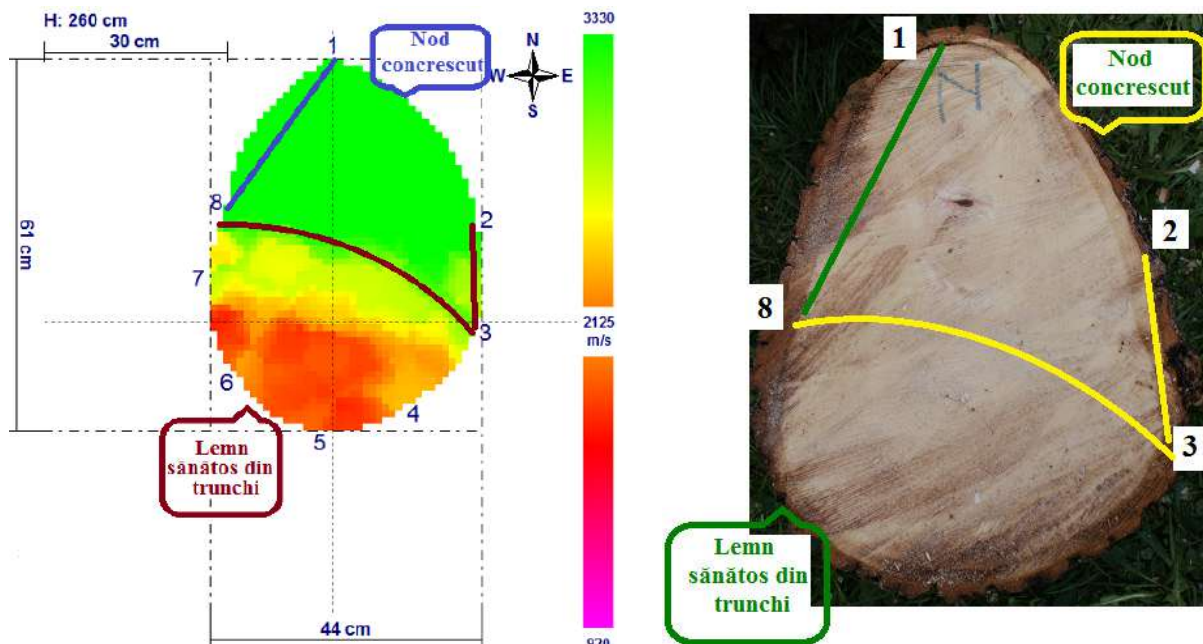 H: 260 cm
30 cm
1
Nod
concrescut
N
W E
S
3330
8
2
7
61 cm
3
2125
m/s
6
4
5
Lemn
sănătos din
trunchi
44 cm
1
N
Nod
concrescut
2
8
3
Lemn
sănătos din
trunchi